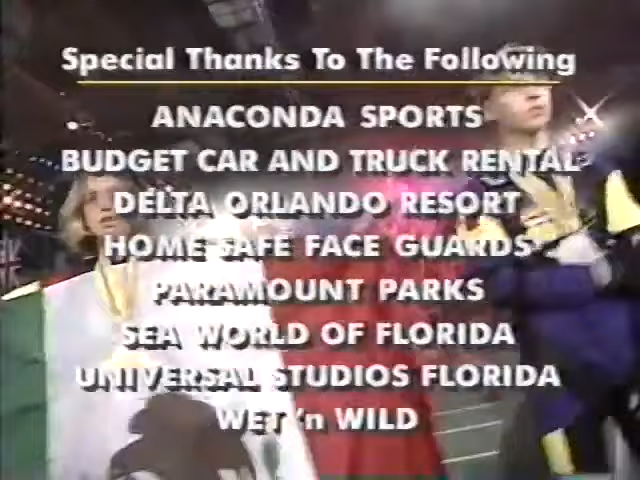 Special Thanks To The Following
ANACONDA SPORTS
BUDGET CAR AND TRUCK RENTAL
DELTA ORLANDO RESORT
HOME SAFE FACE GUARDS
PARAMOUNT PARKS
SEA WORLD OF FLORIDA
UNIVERSAL STUDIOS FLORIDA
WET 'n WILD